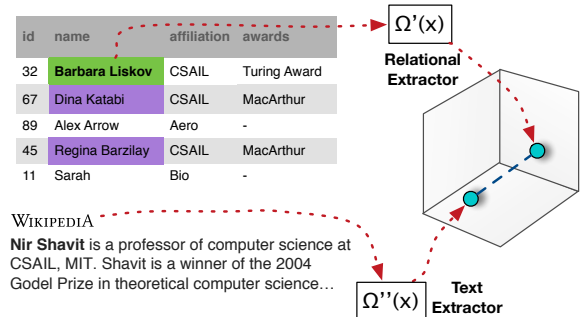 id name affiliation awards
32 Barbara Liskov CSAIL Turing Award
67 Dina Katabi CSAIL MacArthur
89 Alex Arrow Aero -
45 Regina Barzilay CSAIL MacArthur
11 Sarah Bio -
Ω'(x)
Relational
Extractor
WIKIPEDIA
Nir Shavit is a professor of computer science at
CSAIL, MIT. Shavit is a winner of the 2004
Godel Prize in theoretical computer science…
Ω''(x)
Text
Extractor